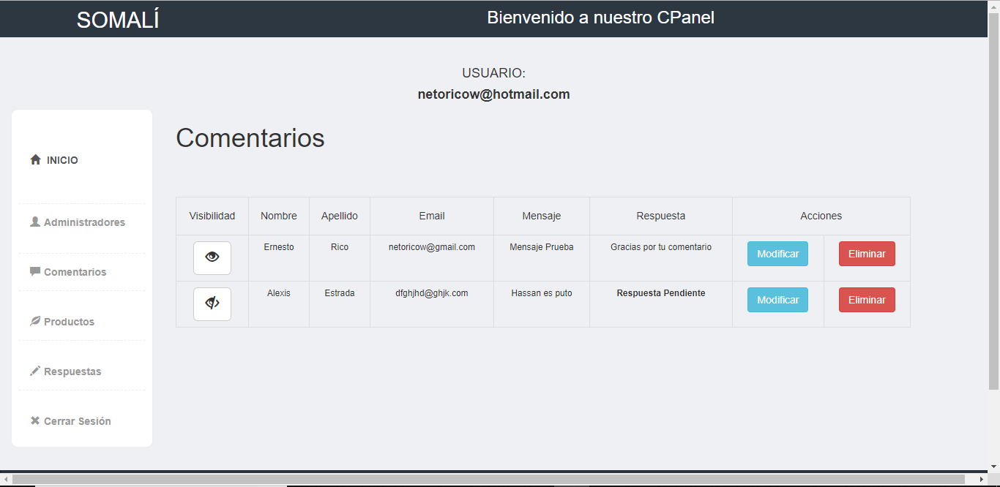 SOMALÍ
Bienvenido a nuestro CPanel
USUARIO:
netoricow@hotmail.com
INICIO
Administradores
Comentarios
Productos
Respuestas
Cerrar Sesión
Comentarios
Visibilidad Nombre Apellido Email Mensaje Respuesta Acciones
Ernesto Rico netoricow@gmail.com Mensaje Prueba Gracias por tu comentario Modificar Eliminar
Alexis Estrada dfghjhd@ghjk.com Hassan es puto Respuesta Pendiente Modificar Eliminar